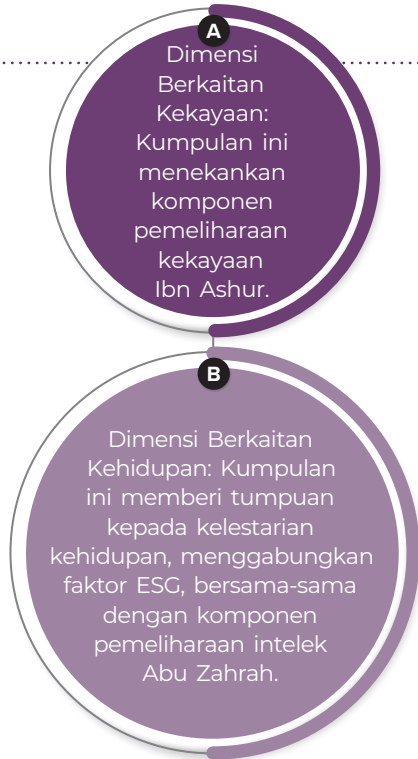 A
Dimensi
Berkaitan
Kekayaan:
Kumpulan ini
menekankan
komponen
pemeliharaan
kekayaan
Ibn Ashur.
B
Dimensi Berkaitan
Kehidupan: Kumpulan
ini memberi tumpuan
kepada kelestarian
kehidupan, menggabungkan
faktor ESG, bersama-sama
dengan komponen
pemeliharaan intelek
Abu Zahrah.